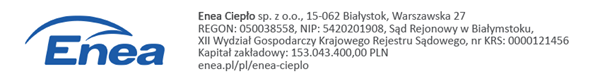 Enea
Enea Ciepło sp. z o.o., 15-062 Białystok, Warszawska 27
REGON: 050038558, NIP: 5420201908, Sąd Rejonowy w Białymstoku,
XII Wydział Gospodarczy Krajowego Rejestru Sądowego, nr KRS: 0000121456
Kapitał zakładowy: 153.043.400,00 PLN
enea.pl/pl/enea-cieplo